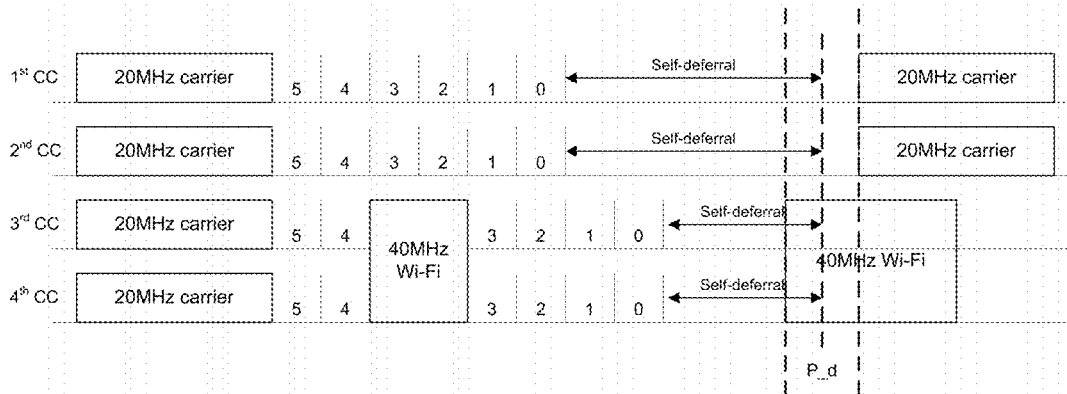 1st CC 20MHz carrier 5 4 3 2 1 0 Self-deferral 20MHz carrier
2nd CC 20MHz carrier 5 4 3 2 1 0 Self-deferral 20MHz carrier
3rd CC 20MHz carrier 5 4 3 2 1 0 Self-deferral
40MHz
Wi-Fi
40MHz Wi-Fi
4th CC 20MHz carrier 5 4 3 2 1 0 Self-deferral
P_d